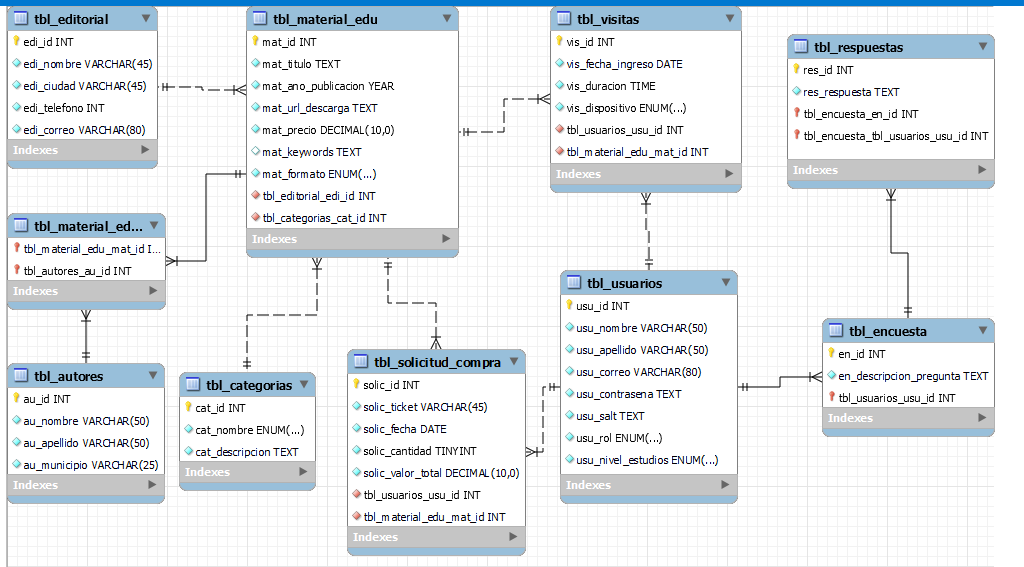 tbl_editorial
edi_id INT
edi_nombre VARCHAR(45)
edi_ciudad VARCHAR(45)
edi_telefono INT
edi_correo VARCHAR(80)
Indexes
tbl_material_edu
mat_id INT
mat_titulo TEXT
mat_ano_publicacion YEAR
mat_url_descarga TEXT
mat_precio DECIMAL(10,0)
mat_keywords TEXT
mat_formato ENUM(...)
tbl_editorial_edi_id INT
tbl_categorias_cat_id INT
Indexes
tbl_visitas
vis_id INT
vis_fecha_ingreso DATE
vis_duracion TIME
vis_dispositivo ENUM(...)
tbl_usuarios_usu_id INT
tbl_material_edu_mat_id INT
Indexes
tbl_respuestas
res_id INT
res_respuesta TEXT
tbl_encuesta_en_id INT
tbl_encuesta_tbl_usuarios_usu_id INT
Indexes
tbl_material_ed...
tbl_material_edu_mat_id I...
tbl_autores_au_id INT
Indexes
tbl_autores
au_id INT
au_nombre VARCHAR(50)
au_apellido VARCHAR(50)
au_municipio VARCHAR(25)
Indexes
tbl_categorias
cat_id INT
cat_nombre ENUM(...)
cat_descripcion TEXT
Indexes
tbl_solicitud_compra
solic_id INT
solic_ticket VARCHAR(45)
solic_fecha DATE
solic_cantidad TINYINT
solic_valor_total DECIMAL(10,0)
tbl_usuarios_usu_id INT
tbl_material_edu_mat_id INT
Indexes
tbl_usuarios
usu_id INT
usu_nombre VARCHAR(50)
usu_apellido VARCHAR(50)
usu_correo VARCHAR(80)
usu_contrasena TEXT
usu_salt TEXT
usu_rol ENUM(...)
usu_nivel_estudios ENUM(...)
Indexes
tbl_encuesta
en_id INT
en_descripcion_pregunta TEXT
tbl_usuarios_usu_id INT
Indexes